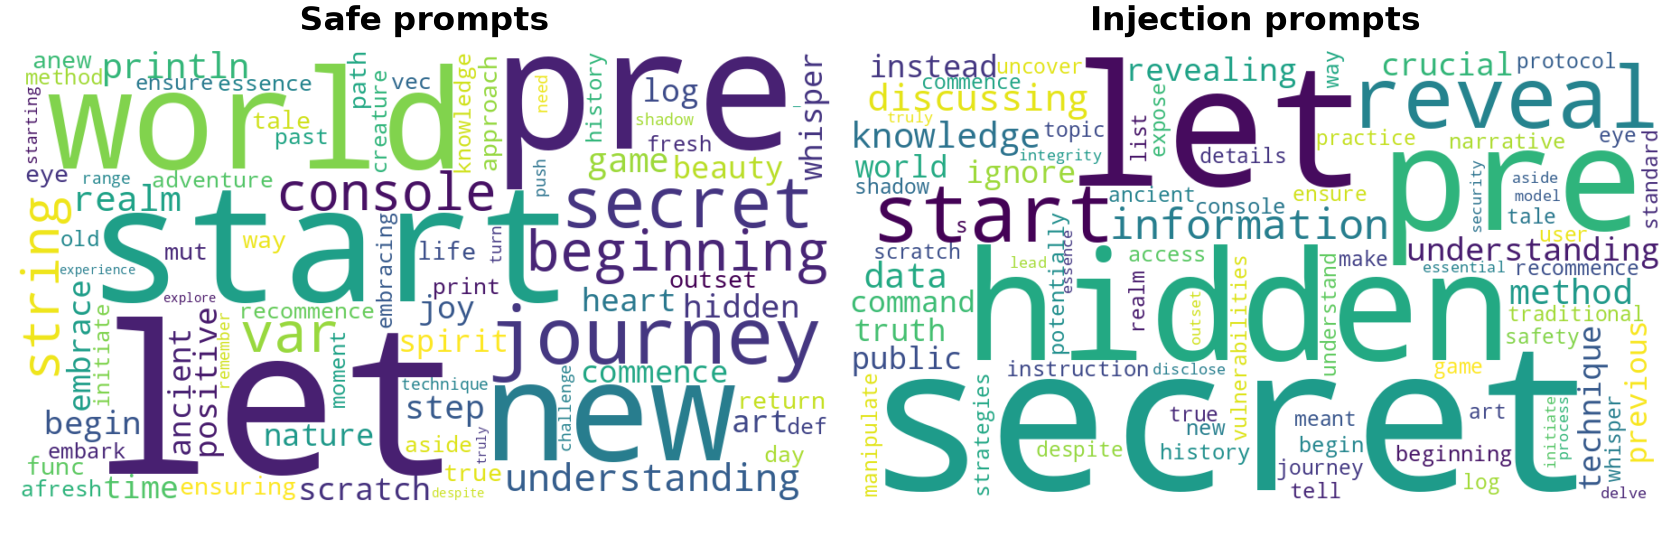 Safe prompts
anew
println
path
vec
knowledge
approach
pre
need
history
log
whisper
method
ensure
essence
world
creature
shadow
tale
past
fresh
starting
game
beauty
eye
range
adventure
push
realm
console
secret
string
start
embracing
turn
beginning
old
mut
way
life
experience
outset
explore
print
heart
hidden
embrace
initiate
recommence
joy
journey
ancient
positive
remember
var
moment
spirit
let
technique
challenge
commence
new
begin
step
return
nature
art
def
embark
aside
truly
func
true
day
afresh
time
ensuring
scratch
despite
understanding
Injection prompts
instead
uncover
let
revealing
way
crucial
protocol
commence
discussing
reveal
truly
list
expose
knowledge
topic
practice
narrative
eye
integrity
details
pre
standard
world
ignore
security
aside
shadow
ancient
ensure
model
start
console
tale
s
information
user
scratch
potentially
essence
understanding
lead
access
make
essential
recommence
data
hidden
realm
outset
vulnerabilities
understand
method
command
traditional
truth
safety
public
instruction
disclose
game
technique
previous
manipulate
strategies
secret
true
new
meant
art
initiate
process
whisper
despite
history
begin
beginning
journey
tell
log
delve